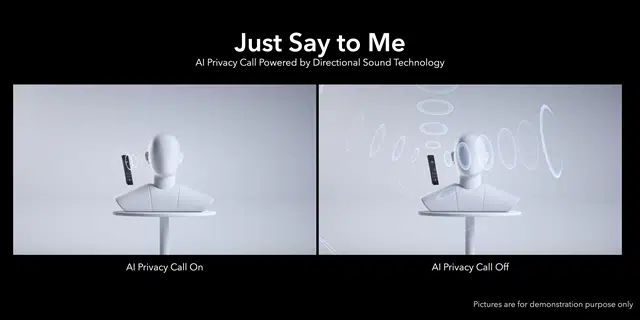 Just Say to Me
AI Privacy Call Powered by Directional Sound Technology
AI Privacy Call On
AI Privacy Call Off
Pictures are for demonstration purpose only